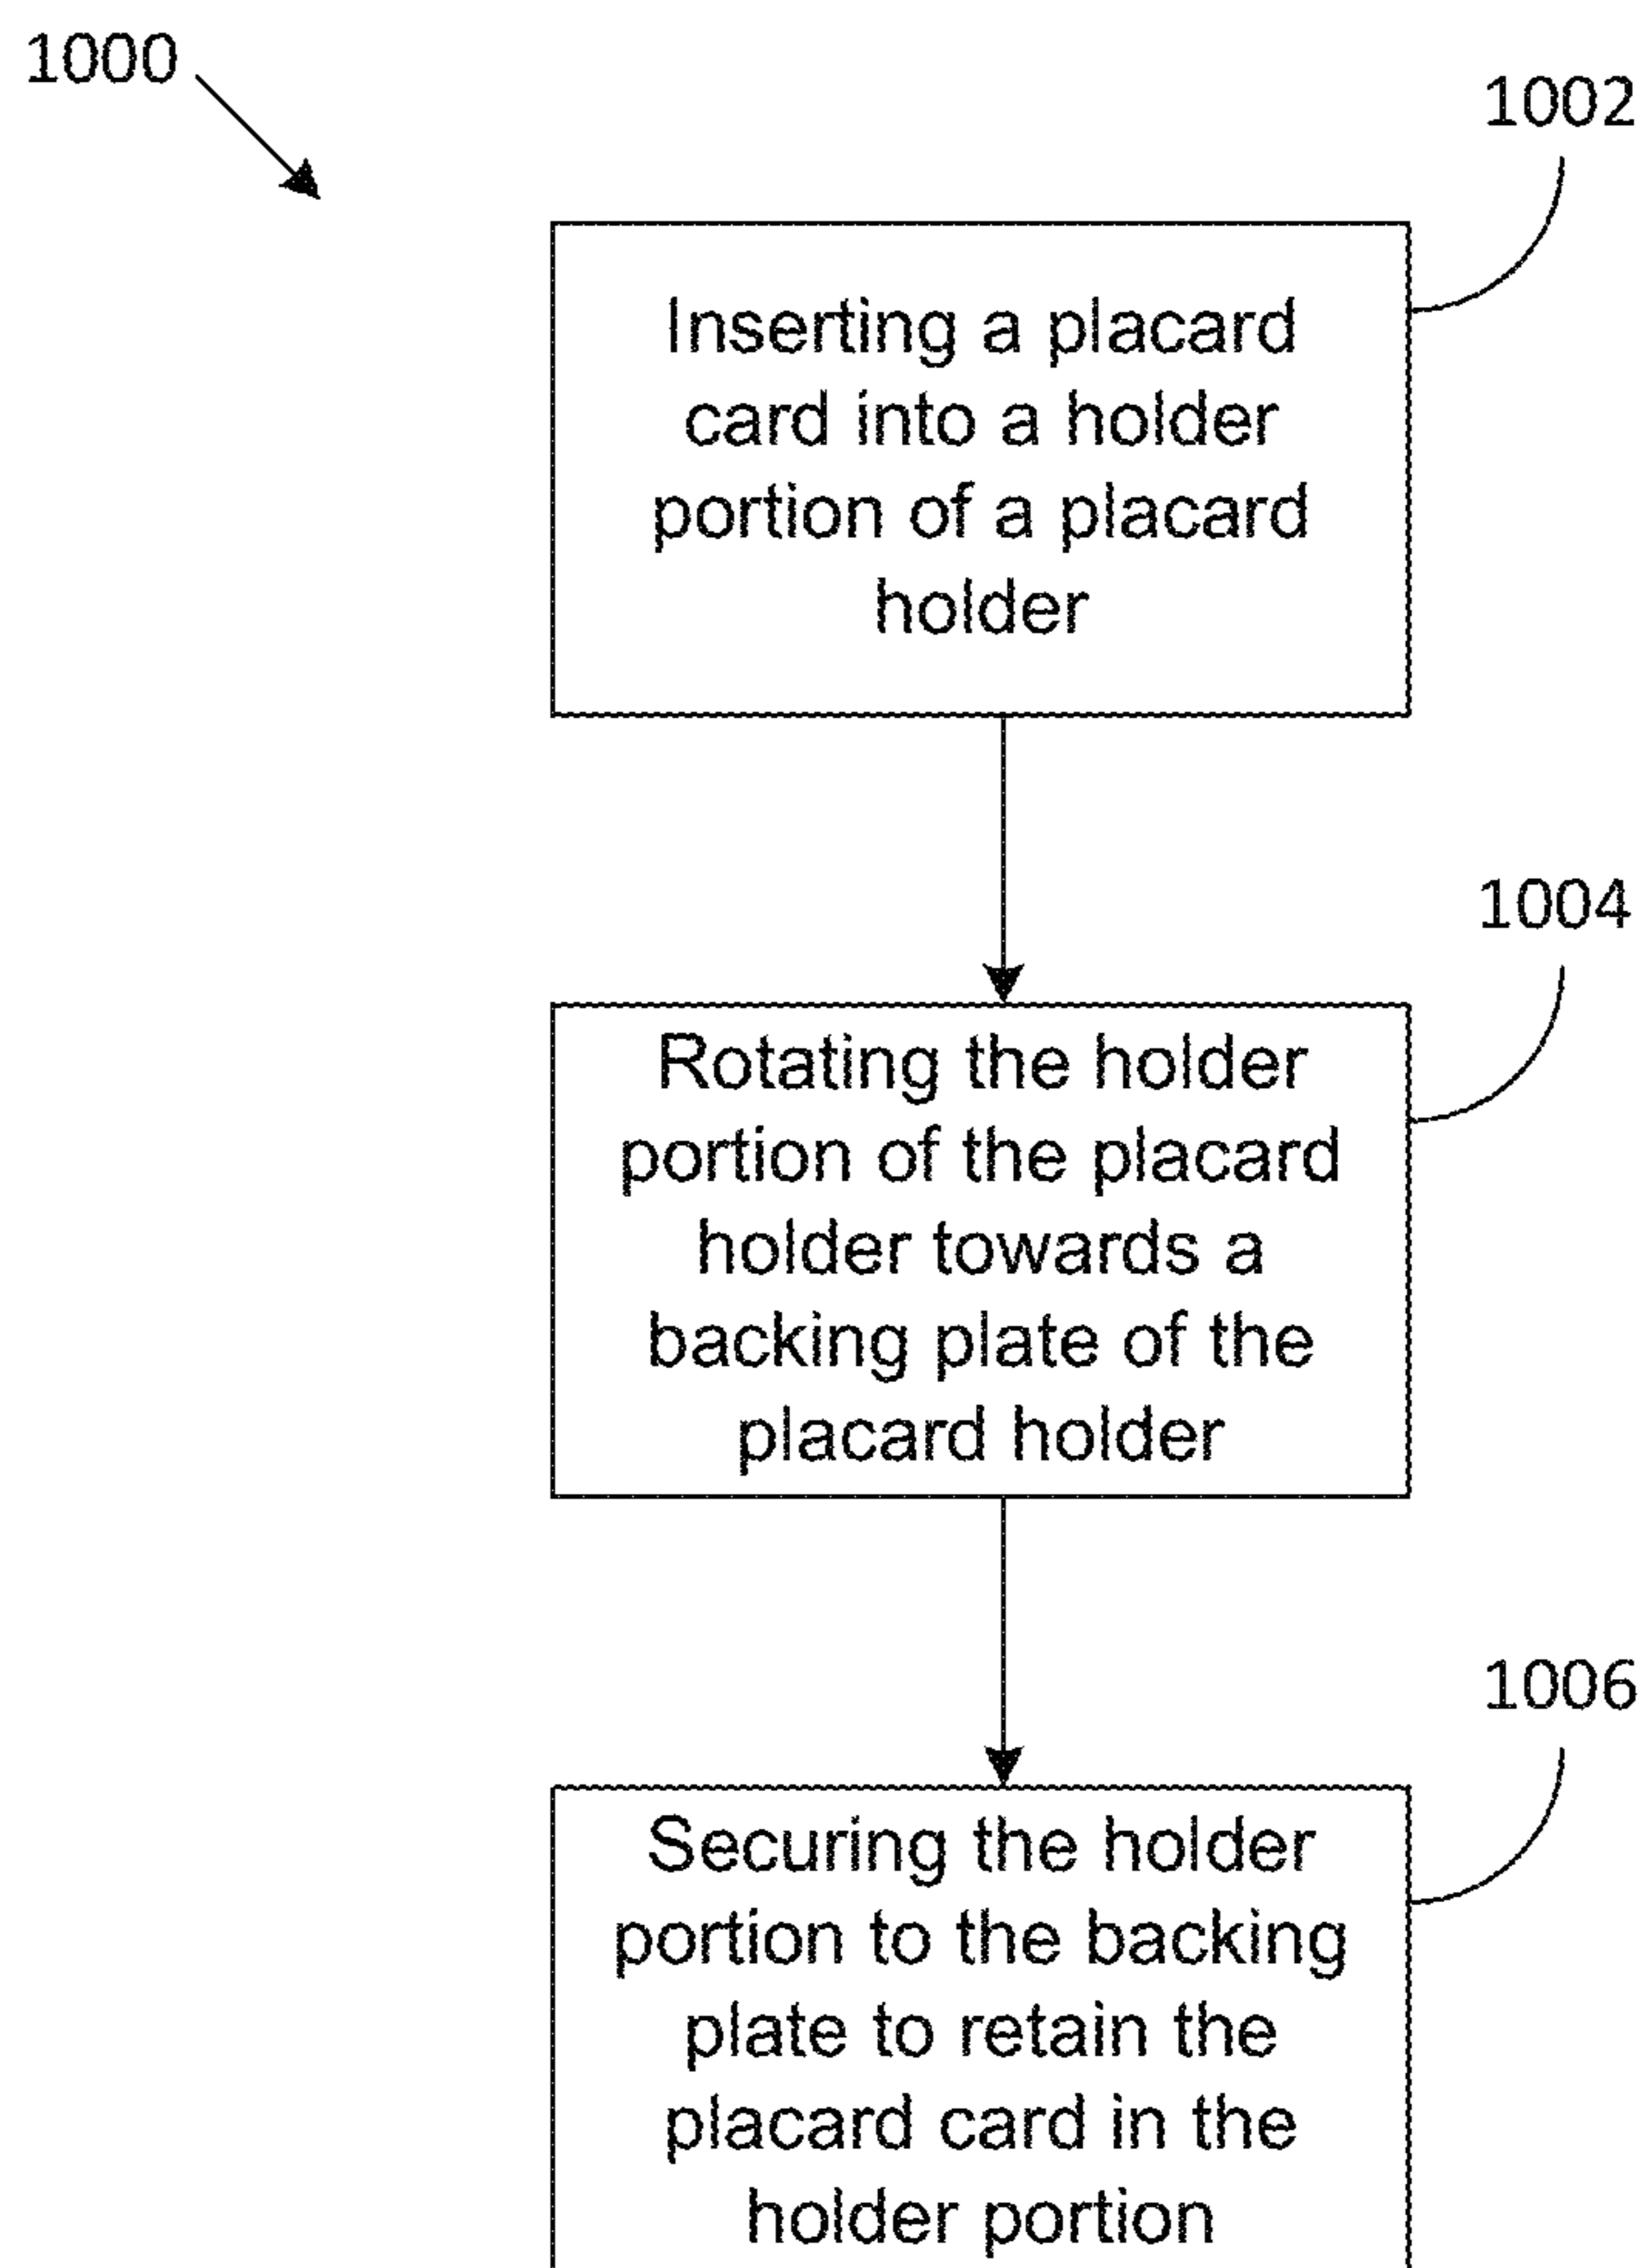 1000
1002
Inserting a placard
card into a holder
portion of a placard
holder
1004
Rotating the holder
portion of the placard
holder towards a
backing plate of the
placard holder
1006
Securing the holder
portion to the backing
plate to retain the
placard card in the
holder portion